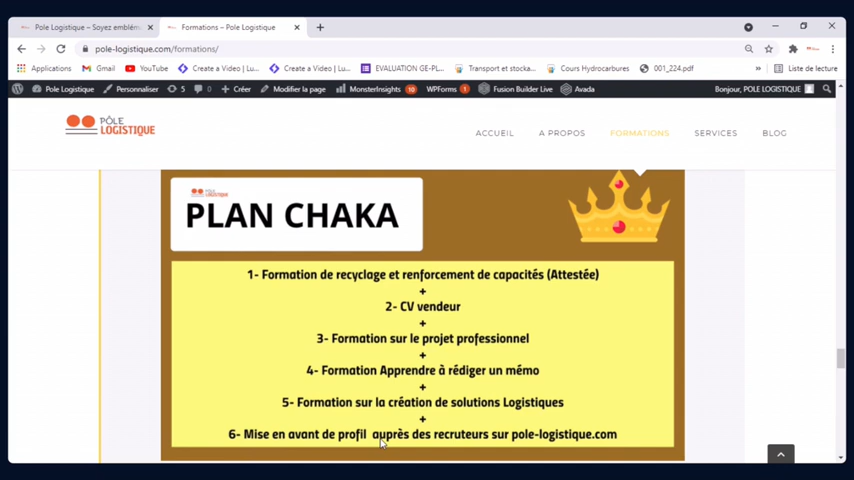 Pole Logistique – Soyez emblém
Formations – Pole Logistique
pole-logistique.com/formations/
Applications
Gmail
YouTube
Create a Video | Lu...
Create a Video | Lu...
EVALUATION GE-PL...
Transport et stocka...
Cours Hydrocarbures
001_224.pdf
»
Liste de lecture
Pole Logistique
Personnaliser
5
0
Créer
Modifier la page
MonsterInsights 10
WPForms 1
Fusion Builder Live
Avada
Bonjour, POLE LOGISTIQUE
PÔLE
LOGISTIQUE
ACCUEIL
A PROPOS
FORMATIONS
SERVICES
BLOG
PLAN CHAKA
1- Formation de recyclage et renforcement de capacités (Attestée)
+
2- CV vendeur
+
3- Formation sur le projet professionnel
+
4- Formation Apprendre à rédiger un mémo
+
5- Formation sur la création de solutions Logistiques
+
6- Mise en avant de profil auprès des recruteurs sur pole-logistique.com